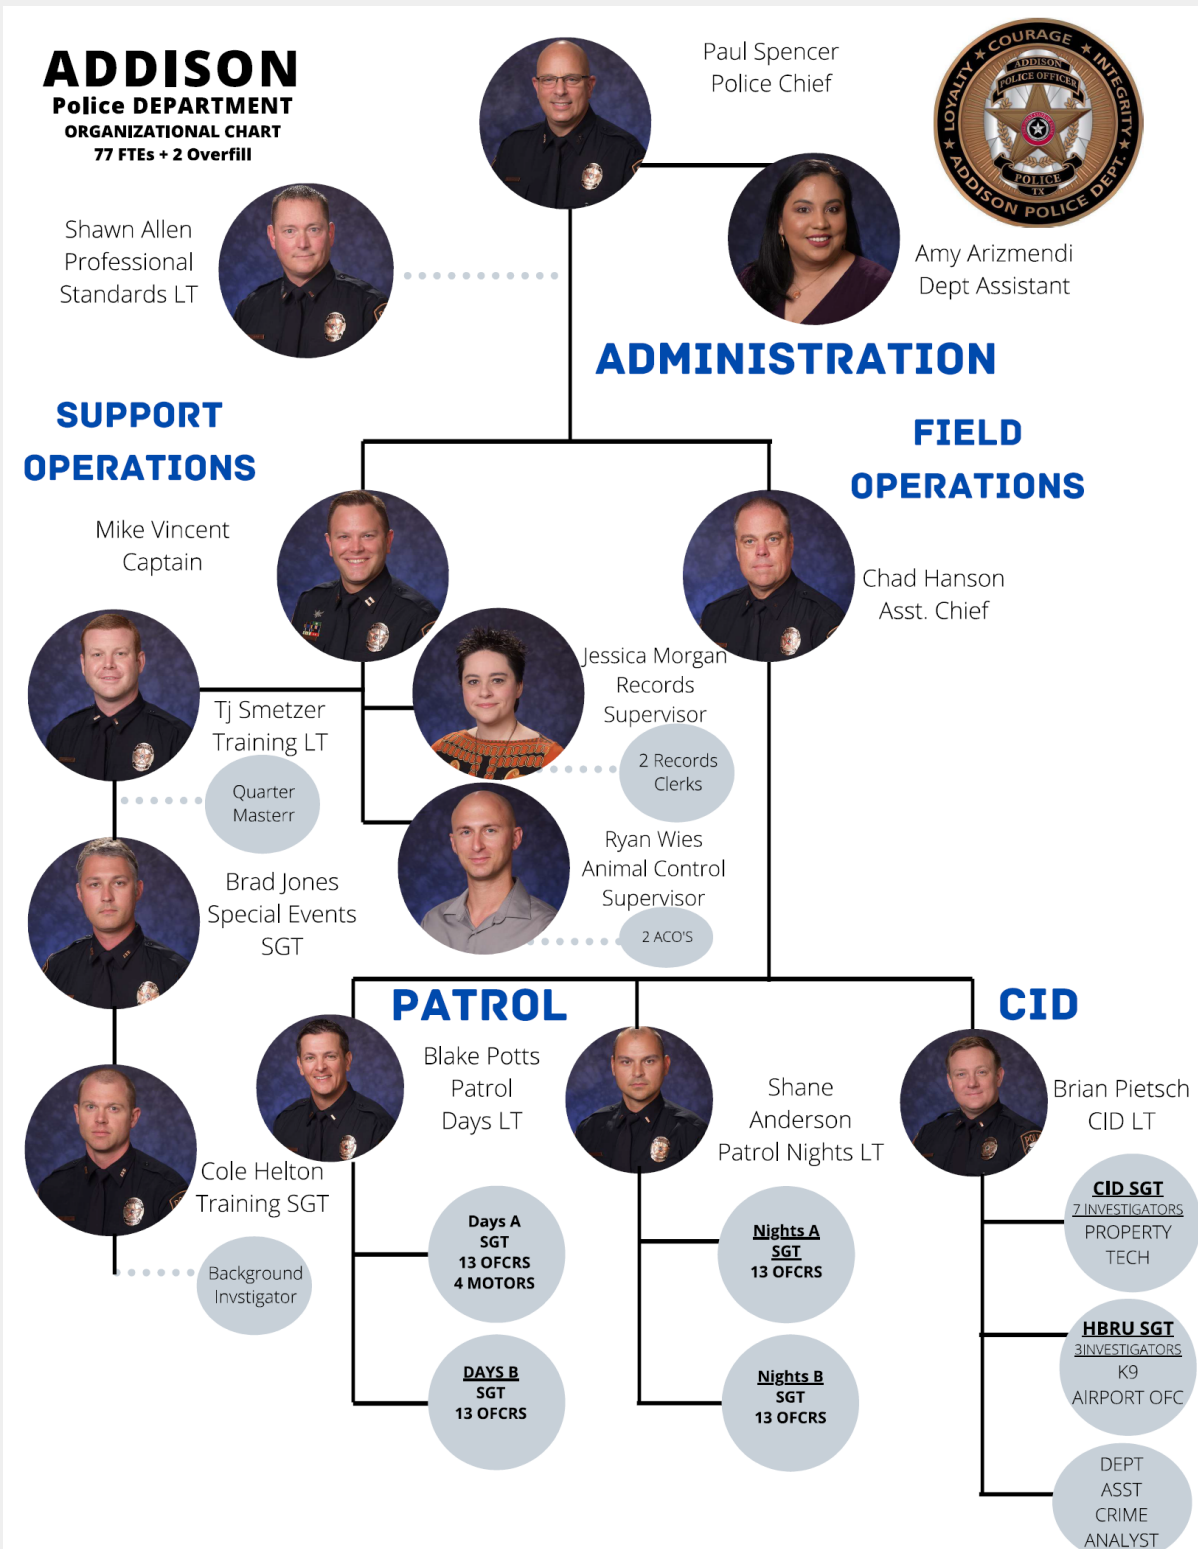 ADDISON
Police DEPARTMENT
ORGANIZATIONAL CHART
77 FTEs + 2 Overfill
Paul Spencer
Police Chief
LOYALTY ★ COURAGE ★ INTEGRITY ★ ADDISON POLICE DEPT. ★
ADDISON
POLICE OFFICER
POLICE
TX
Shawn Allen
Professional
Standards LT
Amy Arizmendi
Dept Assistant
ADMINISTRATION
SUPPORT
OPERATIONS
FIELD
OPERATIONS
Mike Vincent
Captain
Chad Hanson
Asst. Chief
Jessica Morgan
Records
Supervisor
2 Records
Clerks
Tj Smetzer
Training LT
Quarter
Masterr
Ryan Wies
Animal Control
Supervisor
2 ACO'S
Brad Jones
Special Events
SGT
PATROL
CID
Blake Potts
Patrol
Days LT
Shane
Anderson
Patrol Nights LT
Brian Pietsch
CID LT
Cole Helton
Training SGT
Background
Invstigator
Days A
SGT
13 OFCRS
4 MOTORS
DAYS B
SGT
13 OFCRS
Nights A
SGT
13 OFCRS
Nights B
SGT
13 OFCRS
CID SGT
7 INVESTIGATORS
PROPERTY
TECH
HBRU SGT
3INVESTIGATORS
K9
AIRPORT OFC
DEPT
ASST
CRIME
ANALYST